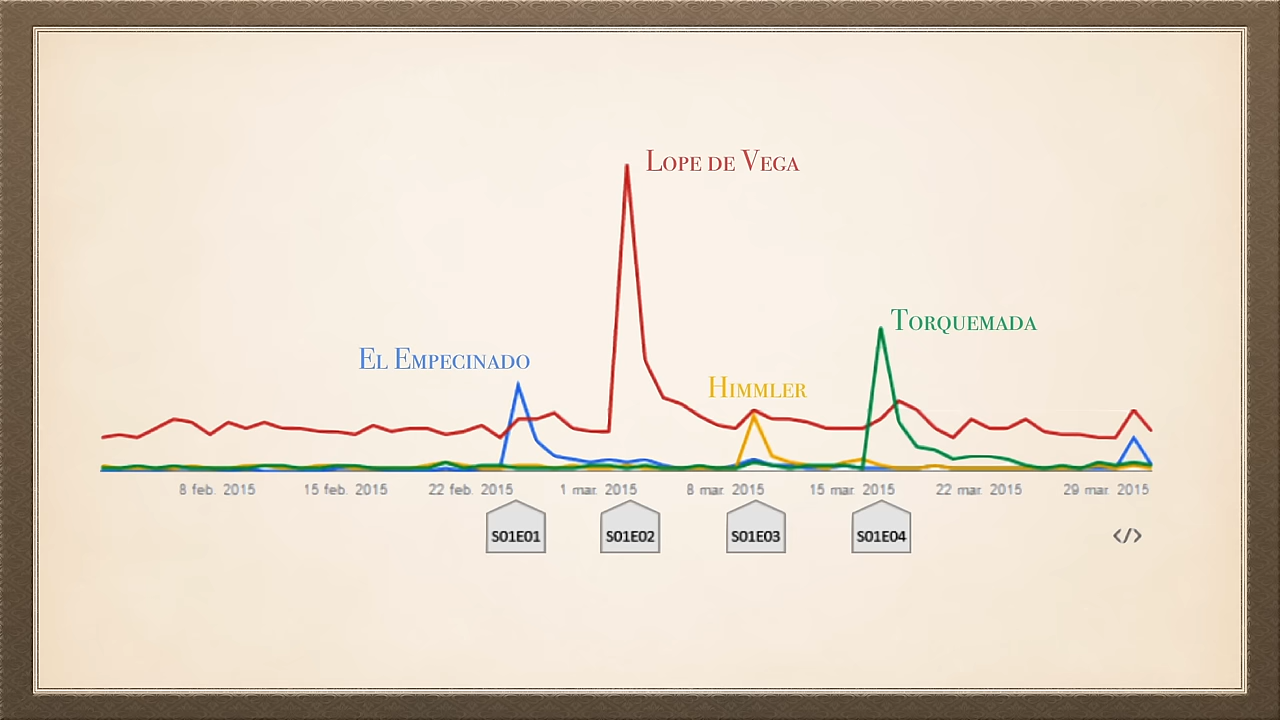 Lope de Vega
Torquemada
El Empecinado
Himmler
8 feb. 2015 15 feb. 2015 22 feb. 2015 1 mar. 2015 8 mar. 2015 15 mar. 2015 22 mar. 2015 29 mar. 2015
S01E01 S01E02 S01E03 S01E04 </>